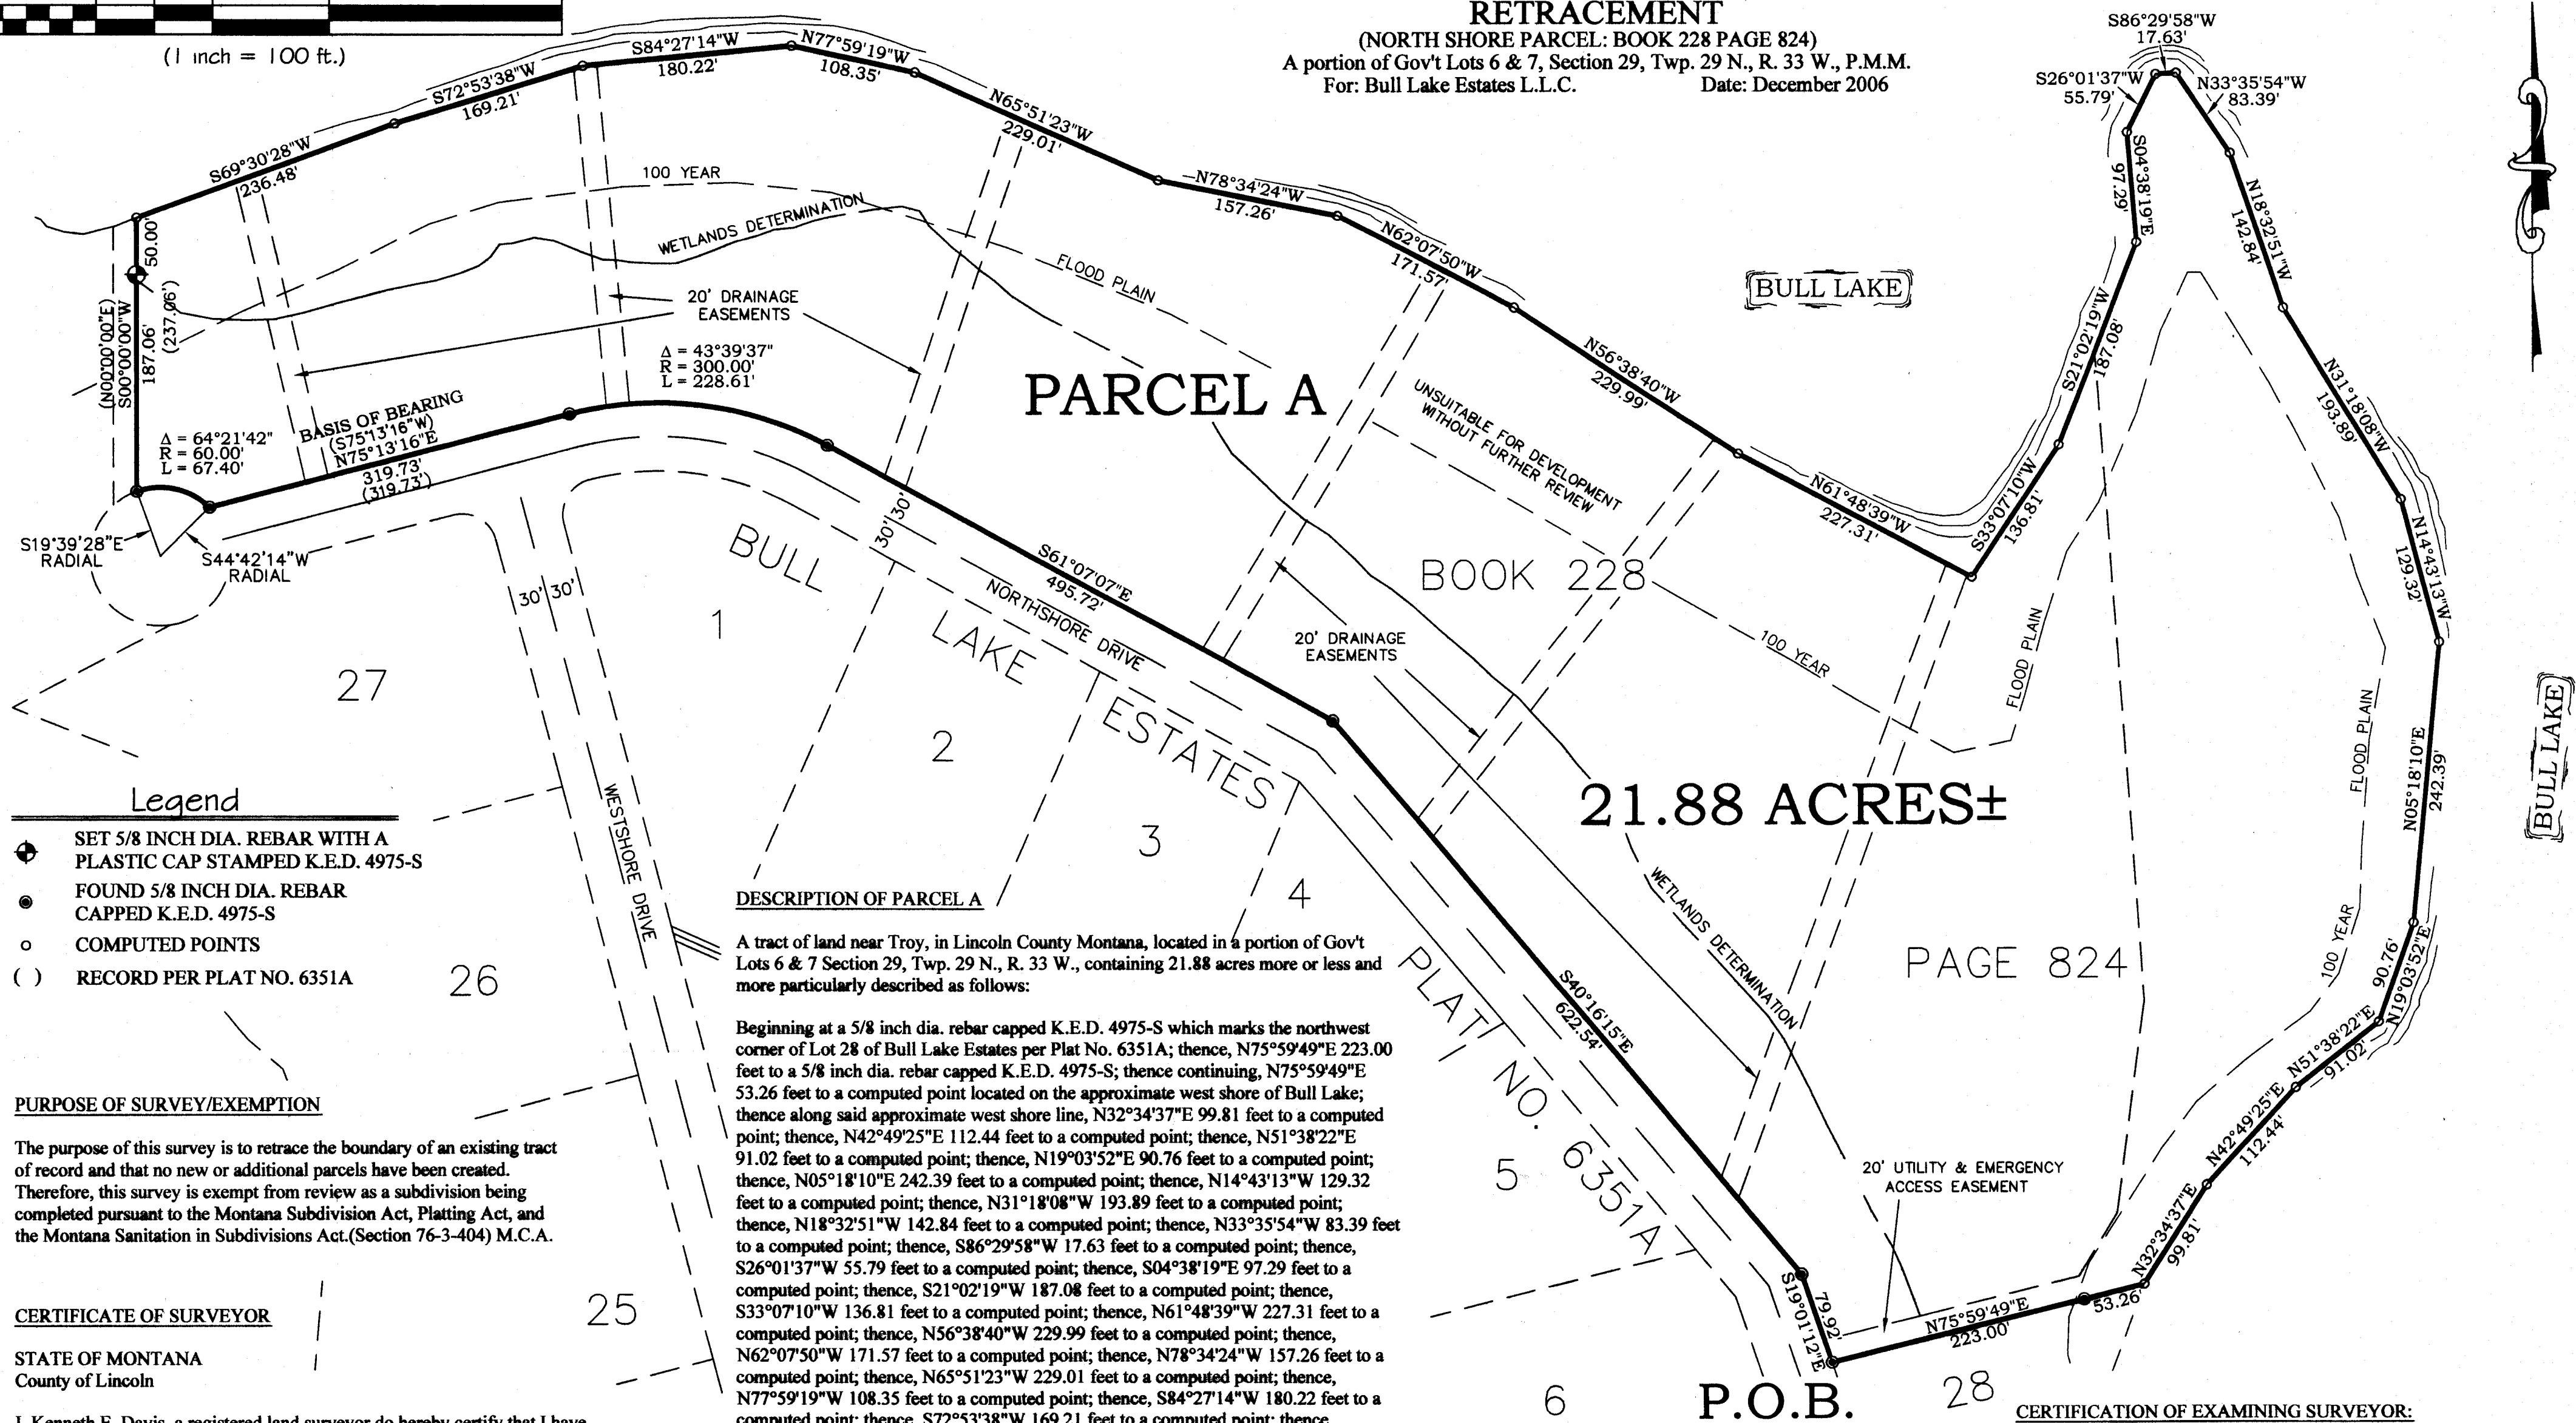 (1 inch = 100 ft.)
RETRACEMENT
(NORTH SHORE PARCEL: BOOK 228 PAGE 824)
A portion of Gov't Lots 6 & 7, Section 29, Twp. 29 N., R. 33 W., P.M.M.
For: Bull Lake Estates L.L.C. Date: December 2006
S69°30'28"W
236.48'
S72°53'38"W
169.21'
S84°27'14"W
180.22'
N77°59'19"W
108.35'
N65°51'23"W
229.01'
N78°34'24"W
157.26'
N62°07'50"W
171.57'
N56°38'40"W
229.99'
N61°48'39"W
227.31'
S33°07'10"W
136.81'
S21°02'19"W
187.08'
S04°38'19"E
97.29'
S26°01'37"W
55.79'
S86°29'58"W
17.63'
N33°35'54"W
83.39'
N18°32'51"W
142.84'
N31°18'08"W
193.89'
N14°43'13"W
129.32'
N05°18'10"E
242.39'
N19°03'52"E
90.76'
N51°38'22"E
91.02'
N42°49'25"E
112.44'
N32°34'37"E
99.81'
53.26'
N75°59'49"E
223.00'
S19°01'12"E
79.92'
S40°16'15"E
622.54'
S61°07'07"E
495.72'
50.00'
(N00°00'00"E)
S00°00'00"W
187.06'
(237.06')
100 YEAR
FLOOD PLAIN
WETLANDS DETERMINATION
20' DRAINAGE
EASEMENTS
Δ = 43°39'37"
R = 300.00'
L = 228.61'
Δ = 64°21'42"
R = 60.00'
L = 67.40'
BASIS OF BEARING
(S75°13'16"W)
N75°13'16"E
319.73'
(319.73')
S19°39'28"E
RADIAL
S44°42'14"W
RADIAL
PARCEL A
BULL LAKE
UNSUITABLE FOR DEVELOPMENT
WITHOUT FURTHER REVIEW
BOOK 228
PAGE 824
21.88 ACRES±
100 YEAR
FLOOD PLAIN
FLOOD PLAIN
100 YEAR
BULL LAKE
WETLANDS DETERMINATION
20' DRAINAGE
EASEMENTS
20' UTILITY & EMERGENCY
ACCESS EASEMENT
30' 30'
30' 30'
NORTHSHORE DRIVE
WESTSHORE DRIVE
BULL LAKE ESTATES
PLAT NO. 6351A
1
2
3
4
5
6
25
26
27
28
P.O.B.
Legend
SET 5/8 INCH DIA. REBAR WITH A
PLASTIC CAP STAMPED K.E.D. 4975-S
FOUND 5/8 INCH DIA. REBAR
CAPPED K.E.D. 4975-S
COMPUTED POINTS
( ) RECORD PER PLAT NO. 6351A
PURPOSE OF SURVEY/EXEMPTION
The purpose of this survey is to retrace the boundary of an existing tract
of record and that no new or additional parcels have been created.
Therefore, this survey is exempt from review as a subdivision being
completed pursuant to the Montana Subdivision Act, Platting Act, and
the Montana Sanitation in Subdivisions Act.(Section 76-3-404) M.C.A.
CERTIFICATE OF SURVEYOR
STATE OF MONTANA
County of Lincoln
I, Kenneth E. Davis, a registered land surveyor do hereby certify that I have
DESCRIPTION OF PARCEL A
A tract of land near Troy, in Lincoln County Montana, located in a portion of Gov't
Lots 6 & 7 Section 29, Twp. 29 N., R. 33 W., containing 21.88 acres more or less and
more particularly described as follows:
Beginning at a 5/8 inch dia. rebar capped K.E.D. 4975-S which marks the northwest
corner of Lot 28 of Bull Lake Estates per Plat No. 6351A; thence, N75°59'49"E 223.00
feet to a 5/8 inch dia. rebar capped K.E.D. 4975-S; thence continuing, N75°59'49"E
53.26 feet to a computed point located on the approximate west shore of Bull Lake;
thence along said approximate west shore line, N32°34'37"E 99.81 feet to a computed
point; thence, N42°49'25"E 112.44 feet to a computed point; thence, N51°38'22"E
91.02 feet to a computed point; thence, N19°03'52"E 90.76 feet to a computed point;
thence, N05°18'10"E 242.39 feet to a computed point; thence, N14°43'13"W 129.32
feet to a computed point; thence, N31°18'08"W 193.89 feet to a computed point;
thence, N18°32'51"W 142.84 feet to a computed point; thence, N33°35'54"W 83.39 feet
to a computed point; thence, S86°29'58"W 17.63 feet to a computed point; thence,
S26°01'37"W 55.79 feet to a computed point; thence, S04°38'19"E 97.29 feet to a
computed point; thence, S21°02'19"W 187.08 feet to a computed point; thence,
S33°07'10"W 136.81 feet to a computed point; thence, N61°48'39"W 227.31 feet to a
computed point; thence, N56°38'40"W 229.99 feet to a computed point; thence,
N62°07'50"W 171.57 feet to a computed point; thence, N78°34'24"W 157.26 feet to a
computed point; thence, N65°51'23"W 229.01 feet to a computed point; thence,
N77°59'19"W 108.35 feet to a computed point; thence, S84°27'14"W 180.22 feet to a
computed point; thence, S72°53'38"W 169.21 feet to a computed point; thence,
CERTIFICATION OF EXAMINING SURVEYOR: